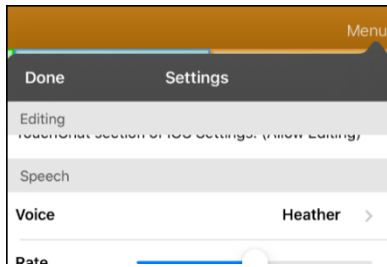 Menu
Done Settings
Editing
TouchChat section of iOS Settings. (Allow Editing)
Speech
Voice Heather >
Rate